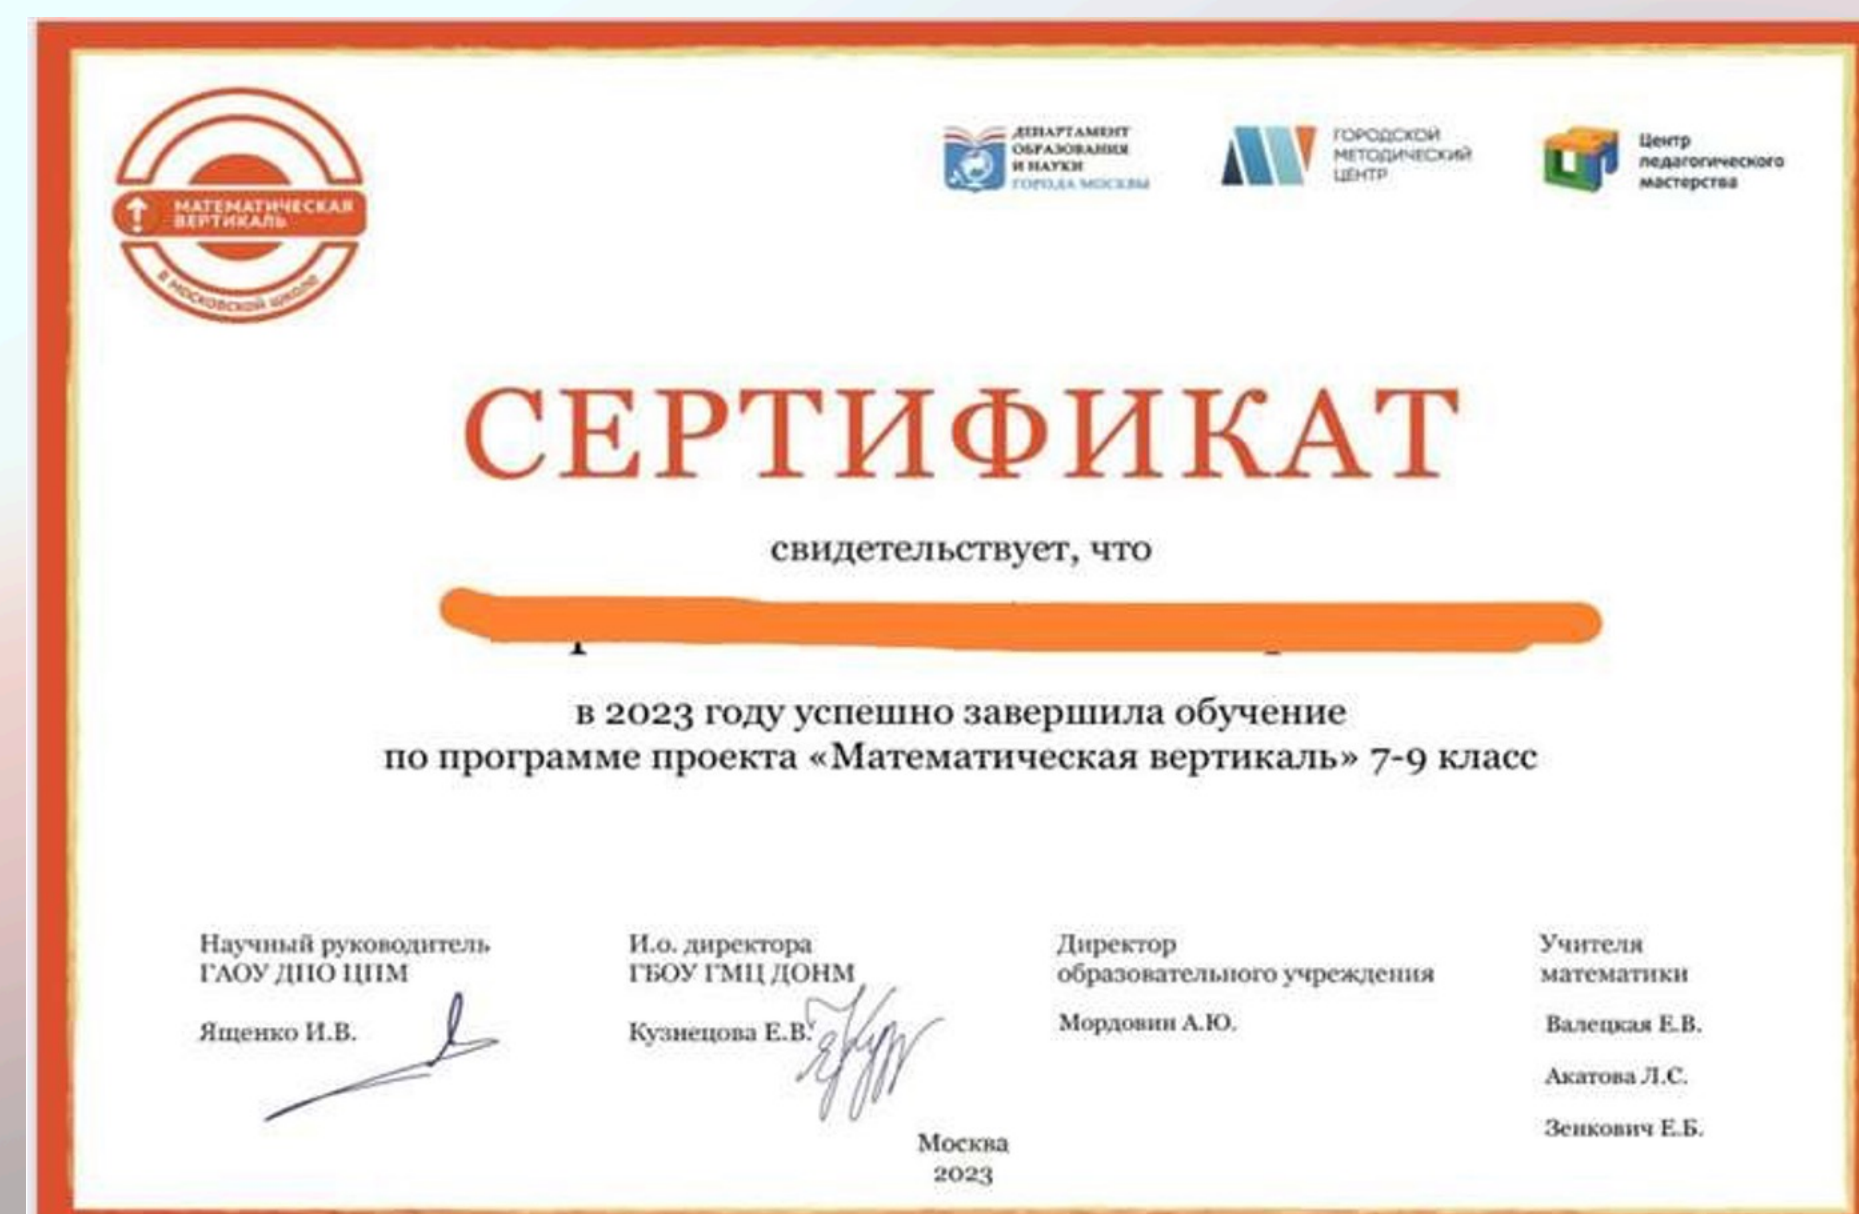 МАТЕМАТИЧЕСКАЯ
ВЕРТИКАЛЬ
В МОСКОВСКОЙ ШКОЛЕ
ДЕПАРТАМЕНТ
ОБРАЗОВАНИЯ
И НАУКИ
ГОРОДА МОСКВЫ
ГОРОДСКОЙ
МЕТОДИЧЕСКИЙ
ЦЕНТР
Центр
педагогического
мастерства
СЕРТИФИКАТ
свидетельствует, что
в 2023 году успешно завершила обучение
по программе проекта «Математическая вертикаль» 7-9 класс
Научный руководитель
ГАОУ ДПО ЦПМ
Ященко И.В.
И.о. директора
ГБОУ ГМЦ ДОНМ
Кузнецова Е.В.
Директор
образовательного учреждения
Мордовин А.Ю.
Учителя
математики
Валецкая Е.В.
Акатова Л.С.
Зенкович Е.Б.
Москва
2023